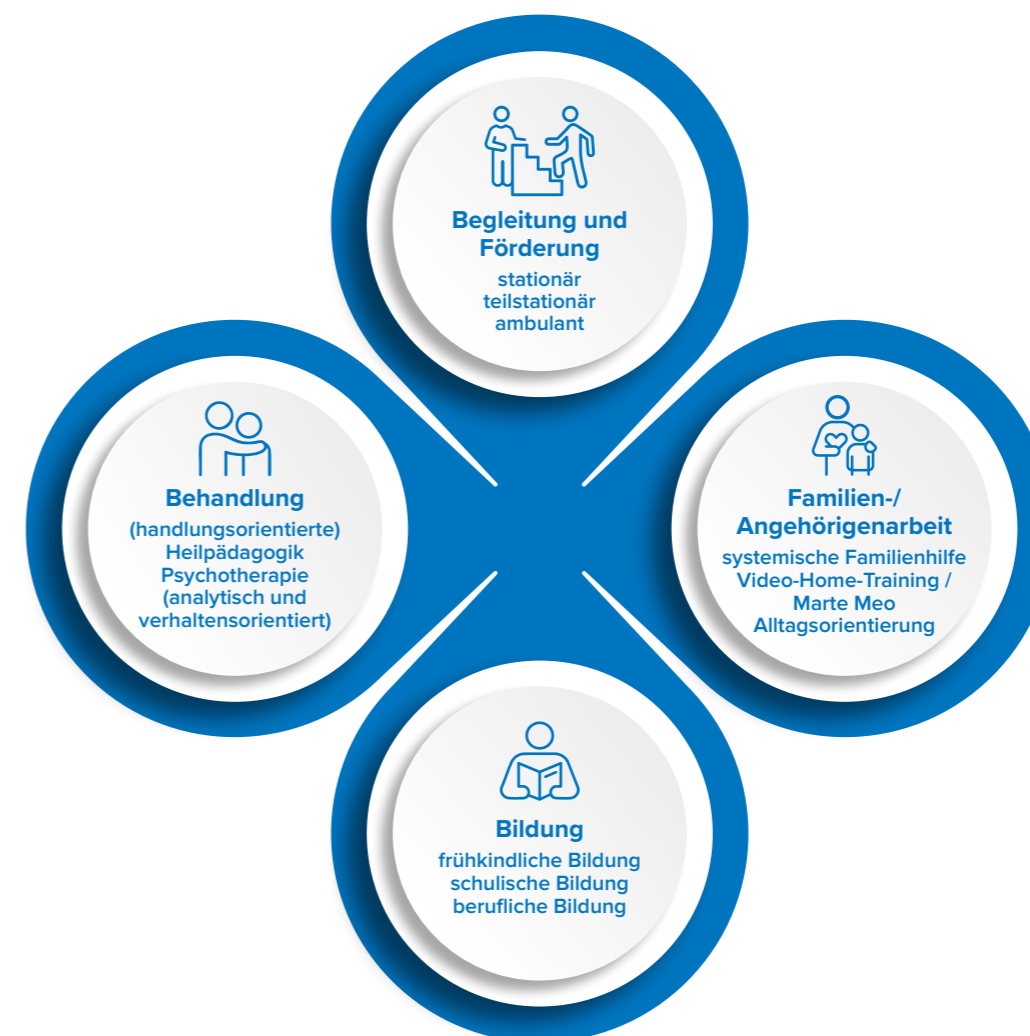 Begleitung und
Förderung
stationär
teilstationär
ambulant
Behandlung
(handlungsorientierte)
Heilpädagogik
Psychotherapie
(analytisch und
verhaltensorientiert)
Familien-/
Angehörigenarbeit
systemische Familienhilfe
Video-Home-Training /
Marte Meo
Alltagsorientierung
Bildung
frühkindliche Bildung
schulische Bildung
berufliche Bildung